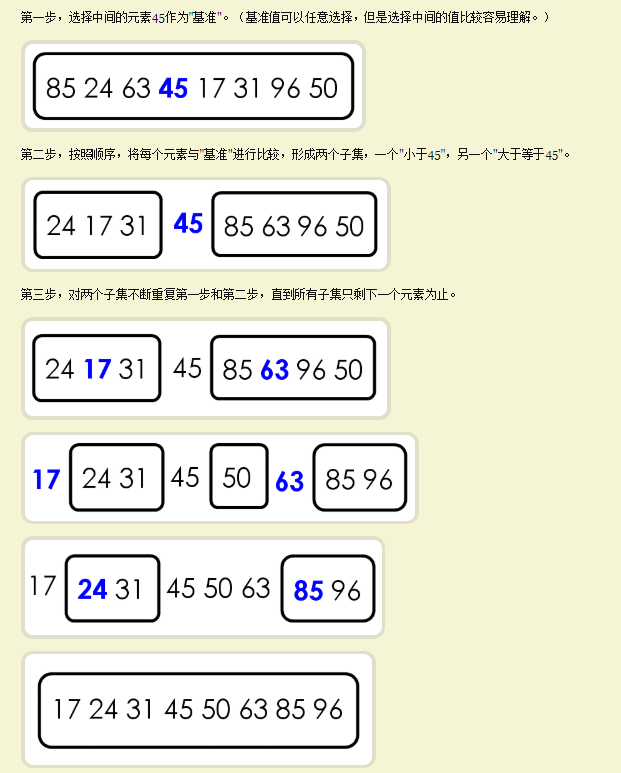 第一步，选择中间的元素45作为"基准"。（基准值可以任意选择，但是选择中间的值比较容易理解。）
85 24 63 45 17 31 96 50
第二步，按照顺序，将每个元素与"基准"进行比较，形成两个子集，一个"小于45"，另一个"大于等于45"。
24 17 31 45 85 63 96 50
第三步，对两个子集不断重复第一步和第二步，直到所有子集只剩下一个元素为止。
24 17 31 45 85 63 96 50
17 24 31 45 50 63 85 96
17 24 31 45 50 63 85 96
17 24 31 45 50 63 85 96